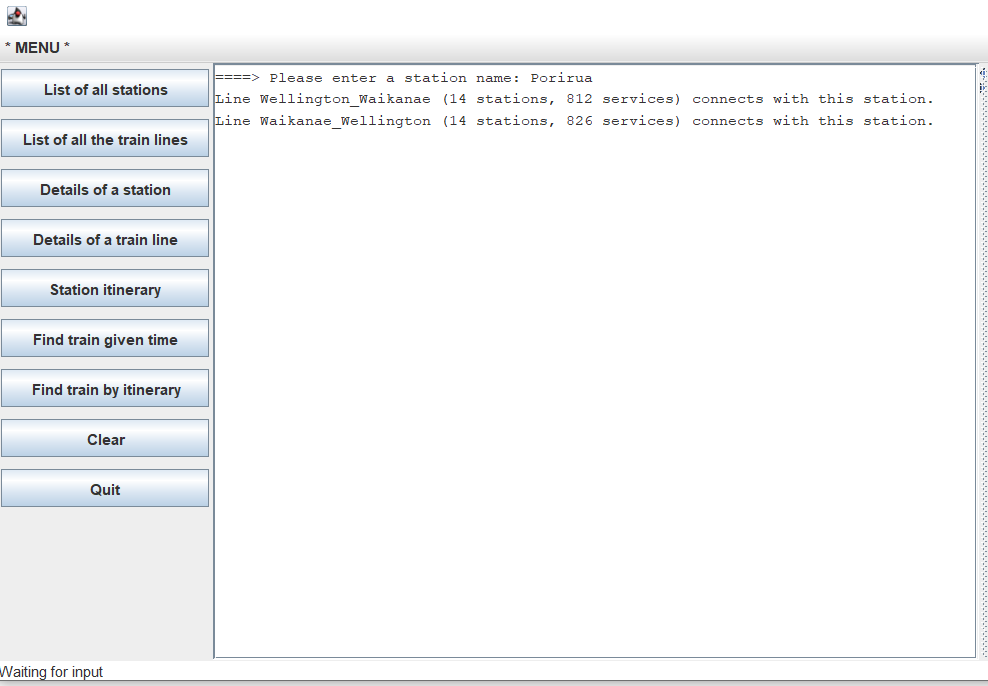 * MENU *
List of all stations
List of all the train lines
Details of a station
Details of a train line
Station itinerary
Find train given time
Find train by itinerary
Clear
Quit
====> Please enter a station name: Porirua
Line Wellington_Waikanae (14 stations, 812 services) connects with this station.
Line Waikanae_Wellington (14 stations, 826 services) connects with this station.
Waiting for input